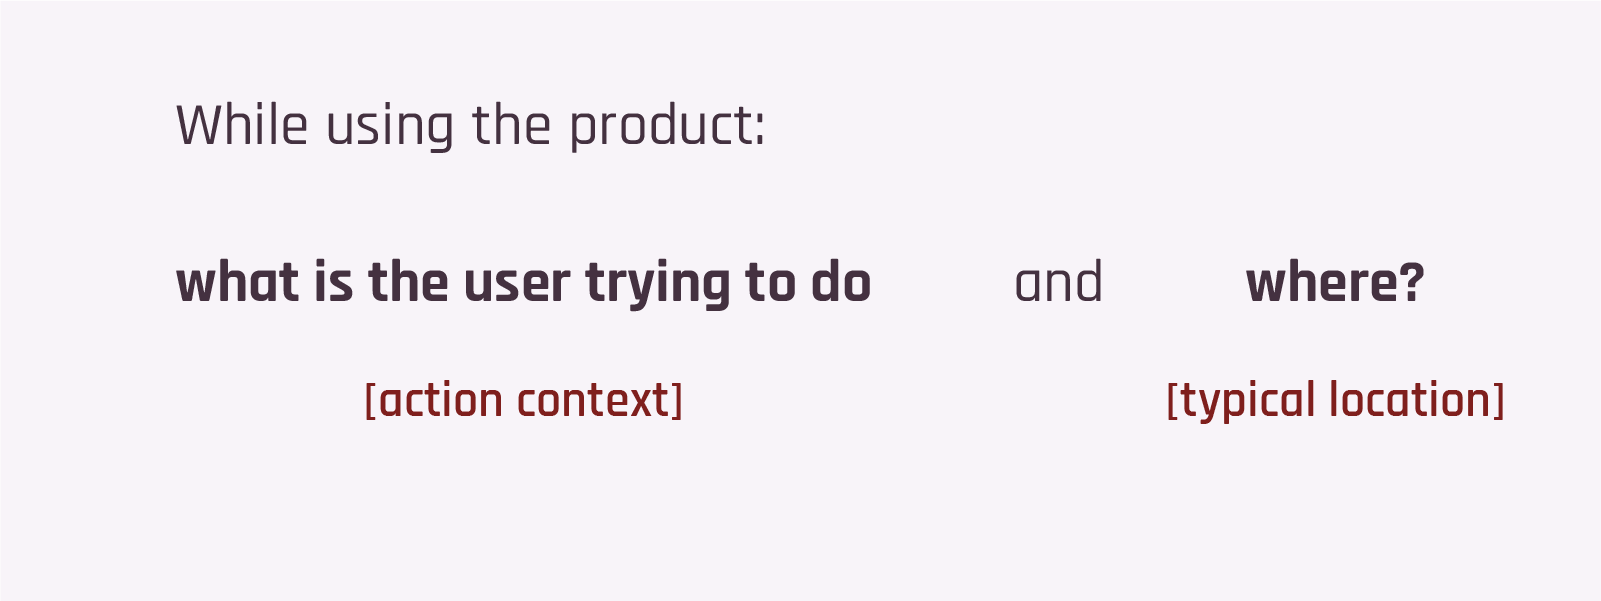 While using the product:
what is the user trying to do and where?
[action context] [typical location]